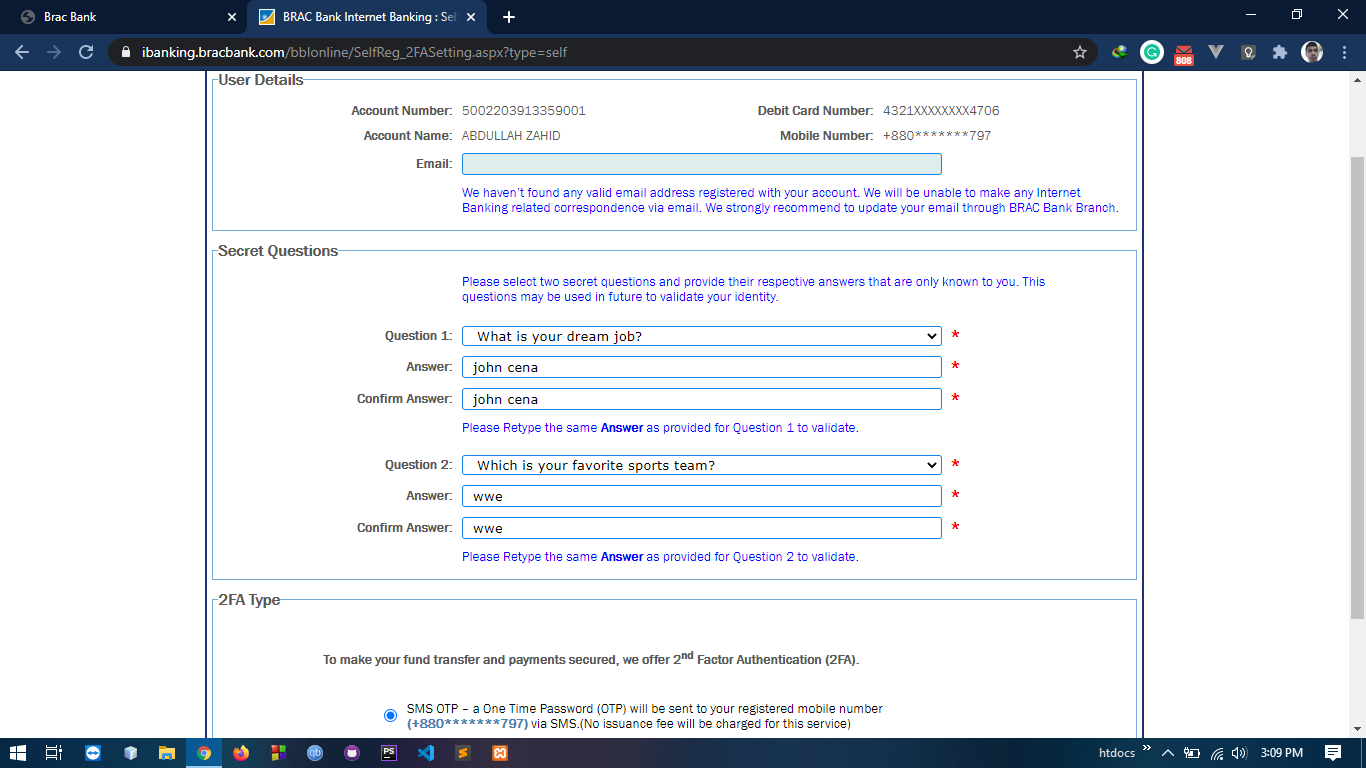 Brac Bank
BRAC Bank Internet Banking : Sel
ibanking.bracbank.com/bblonline/SelfReg_2FASetting.aspx?type=self
808
User Details
Account Number: 5002203913359001 Debit Card Number: 4321XXXXXXXX4706
Account Name: ABDULLAH ZAHID Mobile Number: +880*******797
Email:
We haven't found any valid email address registered with your account. We will be unable to make any Internet
Banking related correspondence via email. We strongly recommend to update your email through BRAC Bank Branch.
Secret Questions
Please select two secret questions and provide their respective answers that are only known to you. This
questions may be used in future to validate your identity.
Question 1: What is your dream job? *
Answer: john cena *
Confirm Answer: john cena *
Please Retype the same Answer as provided for Question 1 to validate.
Question 2: Which is your favorite sports team? *
Answer: wwe *
Confirm Answer: wwe *
Please Retype the same Answer as provided for Question 2 to validate.
2FA Type
To make your fund transfer and payments secured, we offer 2nd Factor Authentication (2FA).
SMS OTP – a One Time Password (OTP) will be sent to your registered mobile number
(+880*******797) via SMS.(No issuance fee will be charged for this service)
qb
PS
htdocs
3:09 PM